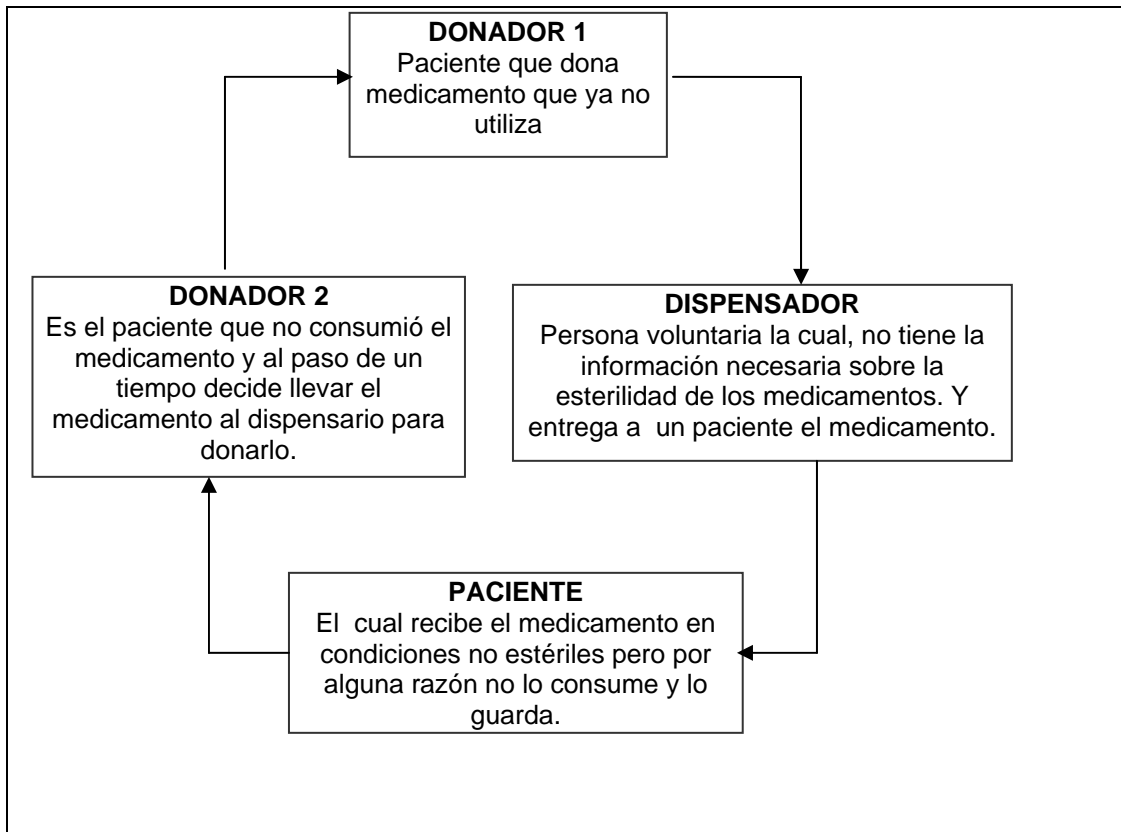 DONADOR 1
Paciente que dona
medicamento que ya no
utiliza
DONADOR 2
Es el paciente que no consumió el
medicamento y al paso de un
tiempo decide llevar el
medicamento al dispensario para
donarlo.
DISPENSADOR
Persona voluntaria la cual, no tiene la
información necesaria sobre la
esterilidad de los medicamentos. Y
entrega a  un paciente el medicamento.
PACIENTE
El  cual recibe el medicamento en
condiciones no estériles pero por
alguna razón no lo consume y lo
guarda.